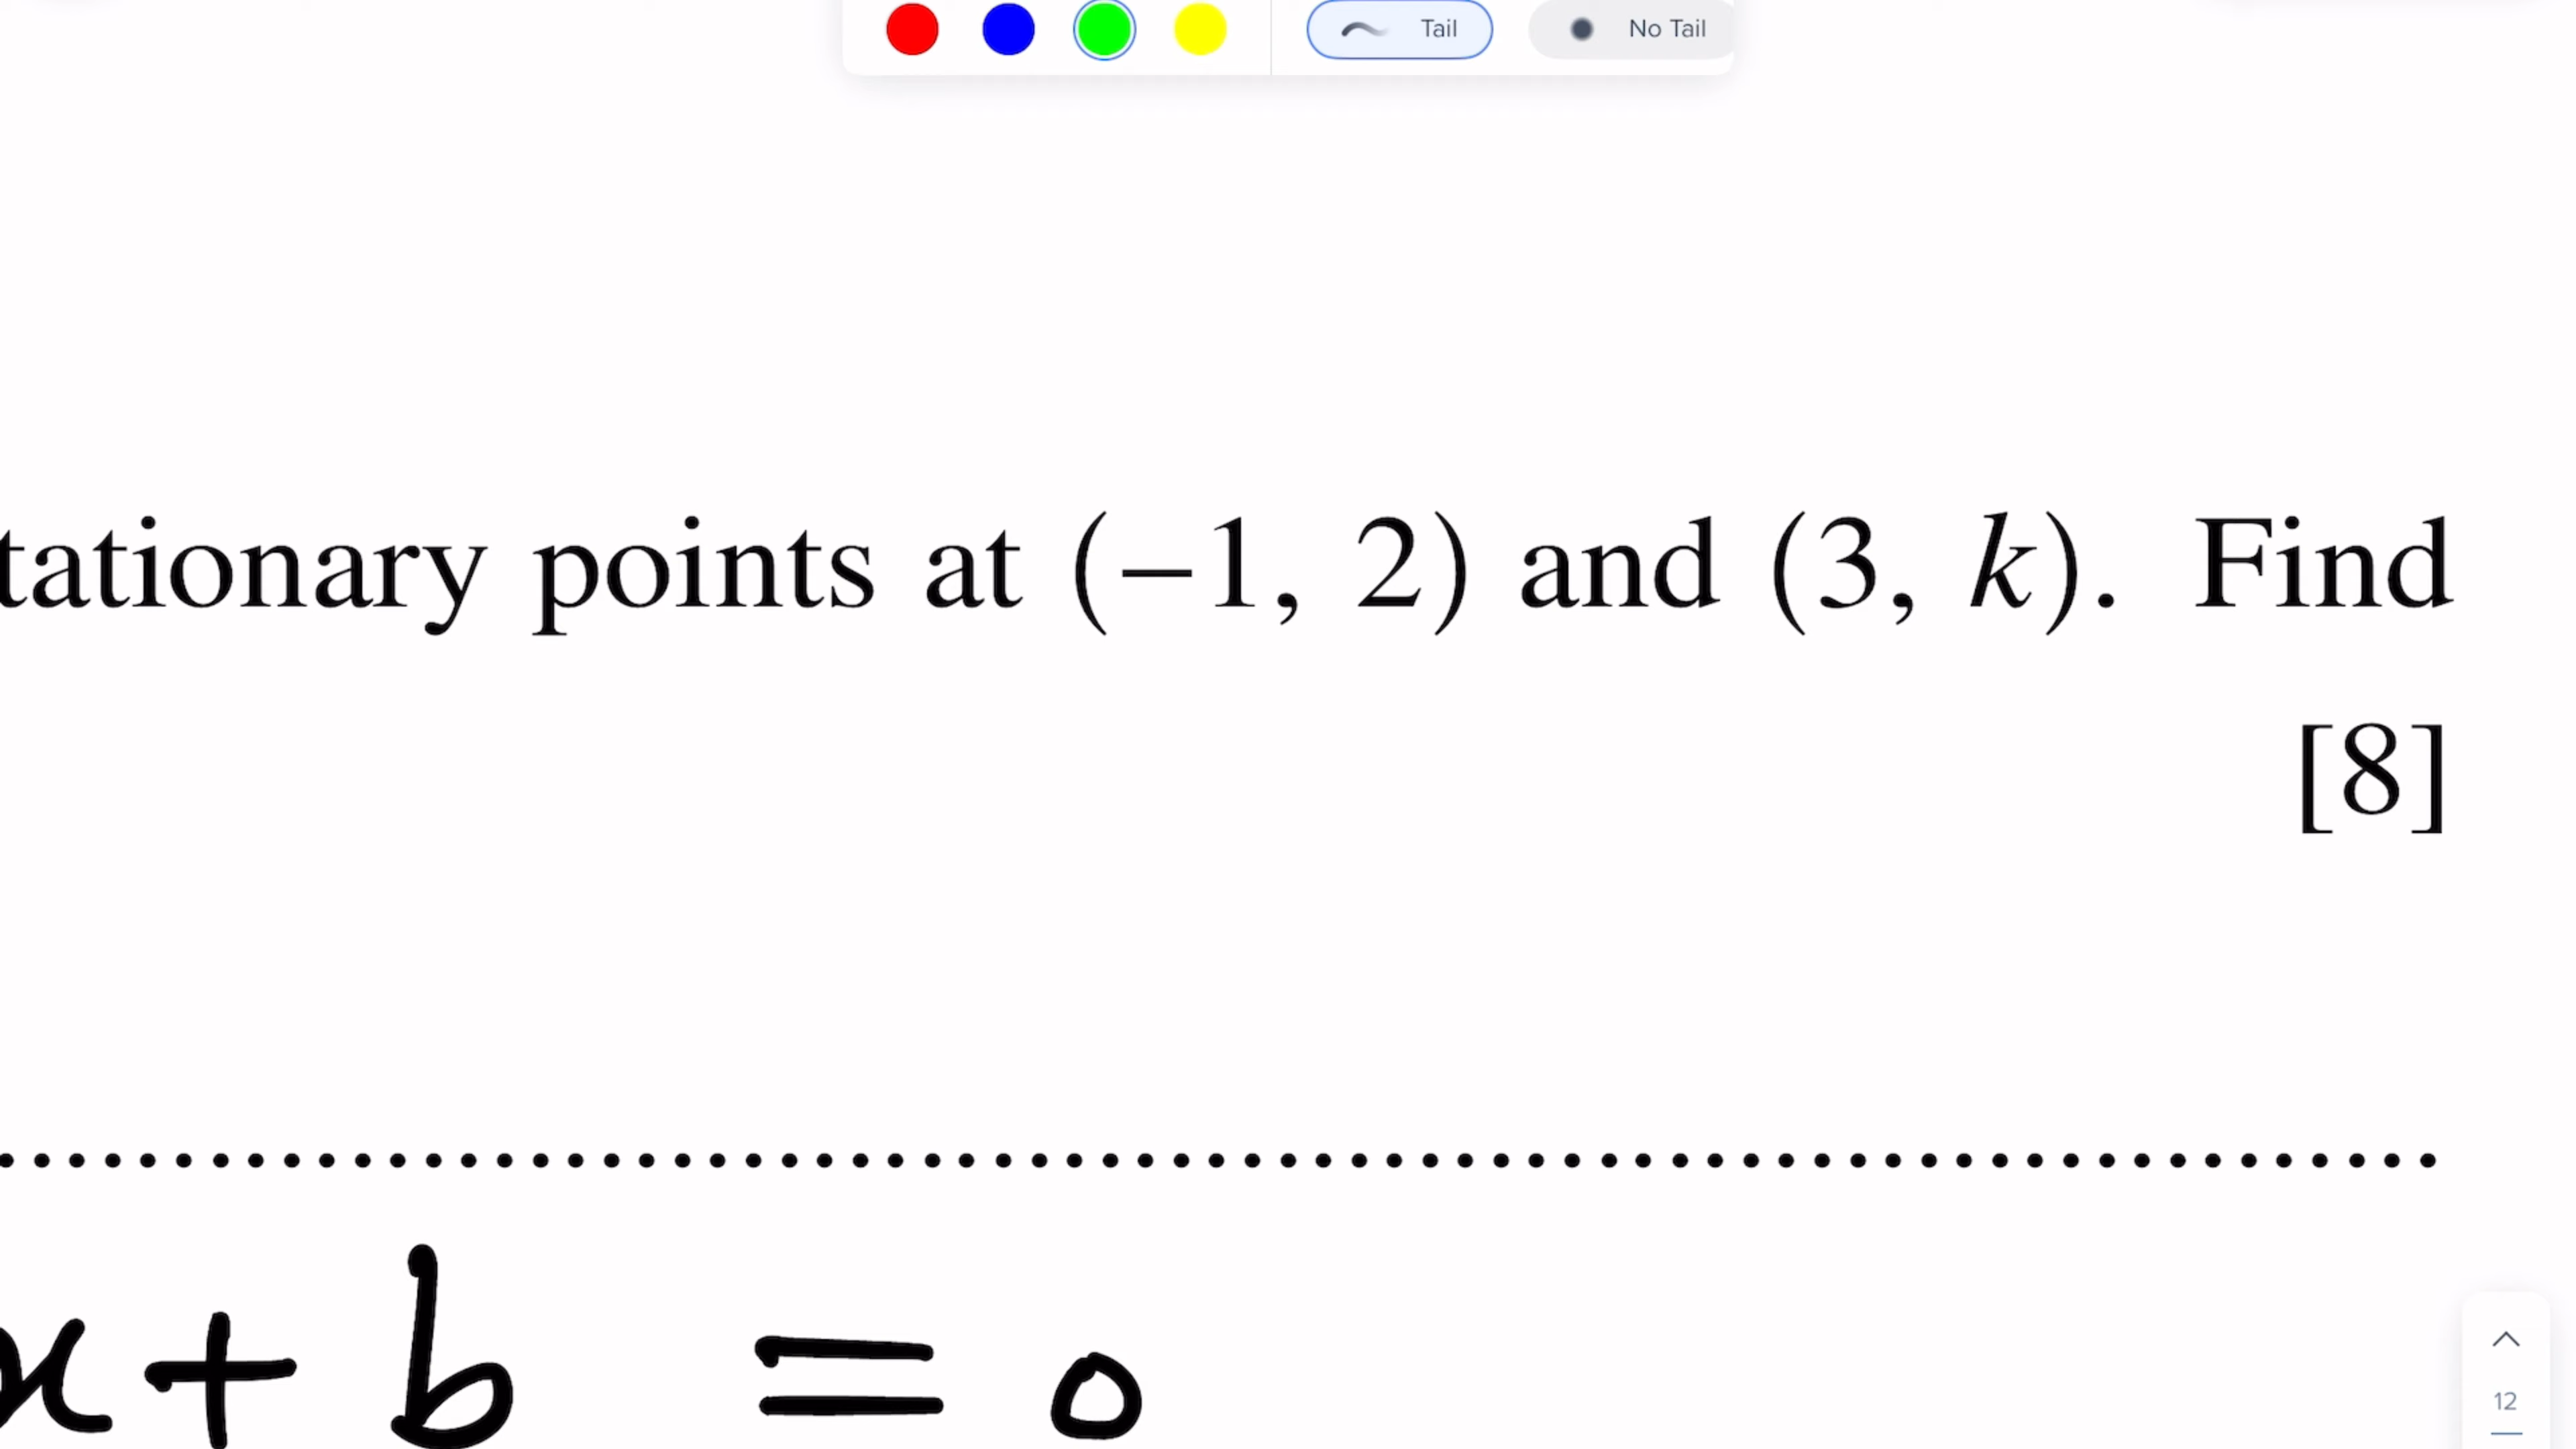 Tail No Tail
tationary points at (−1, 2) and (3, k). Find
[8]
x + b = 0
12